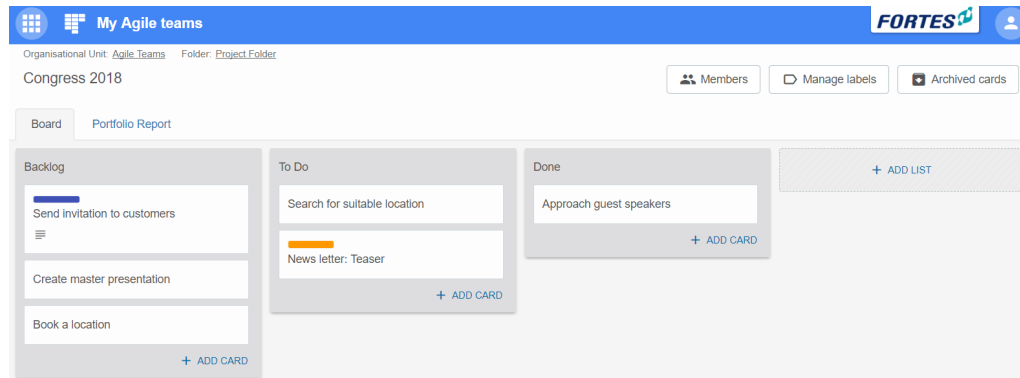 My Agile teams
FORTES
Organisational Unit: Agile Teams Folder: Project Folder
Congress 2018
Members
Manage labels
Archived cards
Board
Portfolio Report
Backlog
Send invitation to customers
Create master presentation
Book a location
+ ADD CARD
To Do
Search for suitable location
News letter: Teaser
+ ADD CARD
Done
Approach guest speakers
+ ADD CARD
+ ADD LIST